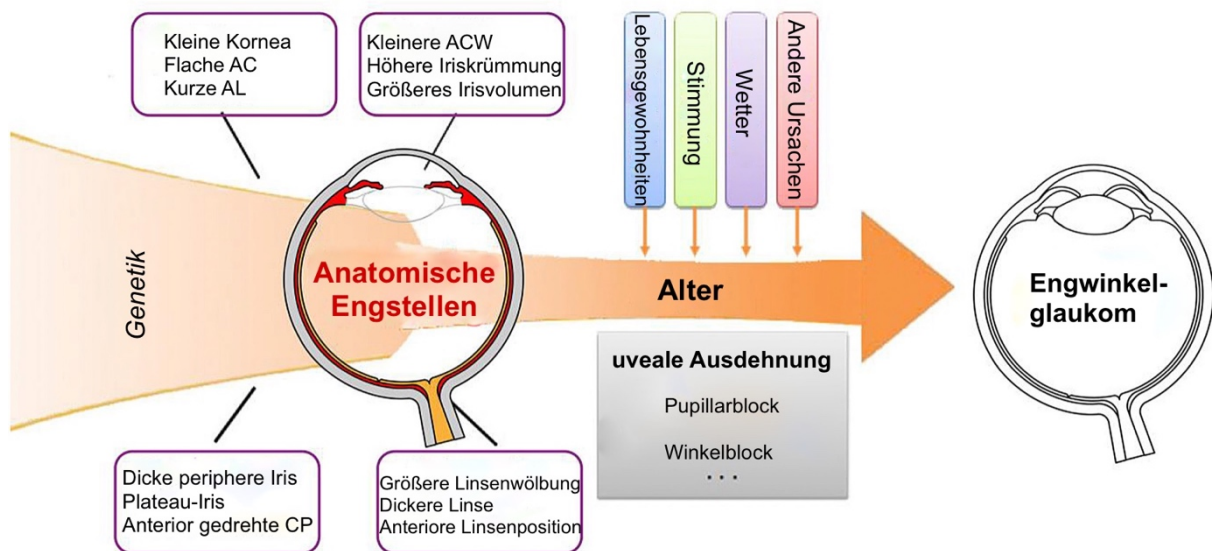 Kleine Kornea
Flache AC
Kurze AL
Kleinere ACW
Höhere Iriskrümmung
Größeres Irisvolumen
Lebensgewohnheiten
Stimmung
Wetter
Andere Ursachen
Genetik
Anatomische
Engstellen
Alter
Engwinkel-
glaukom
uveale Ausdehnung
Pupillarblock
Winkelblock
...
Dicke periphere Iris
Plateau-Iris
Anterior gedrehte CP
Größere Linsenwölbung
Dickere Linse
Anteriore Linsenposition